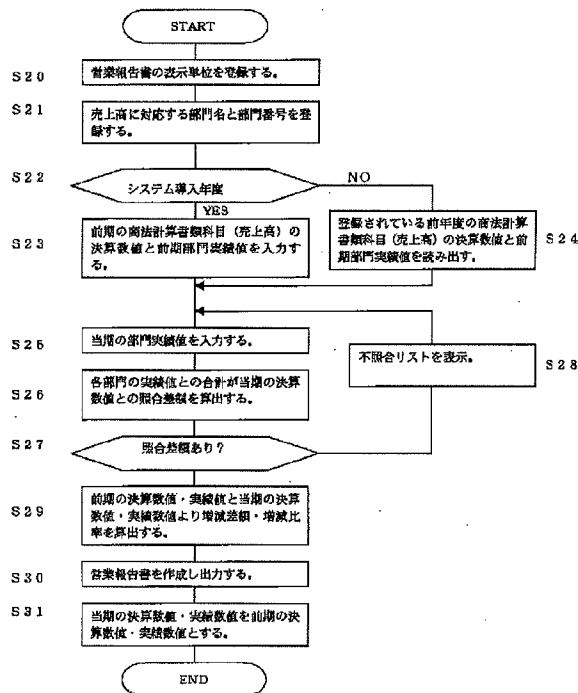 START
S20
営業報告書の表示単位を登録する。
S21
売上高に対応する部門名と部門番号を登
録する。
S22
システム導入年度
NO
YES
S23
前期の商法計算書類科目（売上高）の
決算数値と前期部門実績値を入力す
る。
登録されている前年度の商法計算
書類科目（売上高）の決算数値と前
期部門実績値を読み出す。
S24
S25
当期の部門実績値を入力する。
不照合リストを表示。
S28
S26
各部門の実績値との合計が当期の決算
数値との照合差額を算出する。
S27
照合差額あり？
S29
前期の決算数値・実績値と当期の決算
数値・実績数値より増減差額・増減比
率を算出する。
S30
営業報告書を作成し出力する。
S31
当期の決算数値・実績数値を前期の決
算数値・実績数値とする。
END